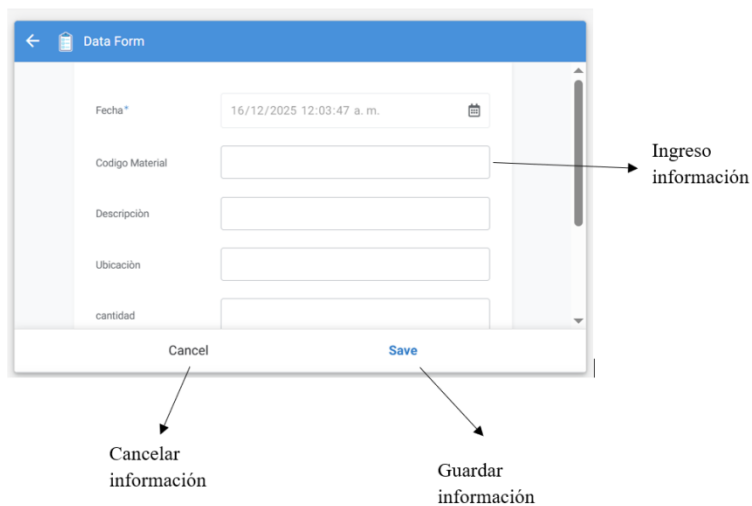 Data Form
Fecha*
16/12/2025 12:03:47 a. m.
Codigo Material
Ingreso
información
Descripciòn
Ubicaciòn
cantidad
Cancel
Save
Cancelar
información
Guardar
información